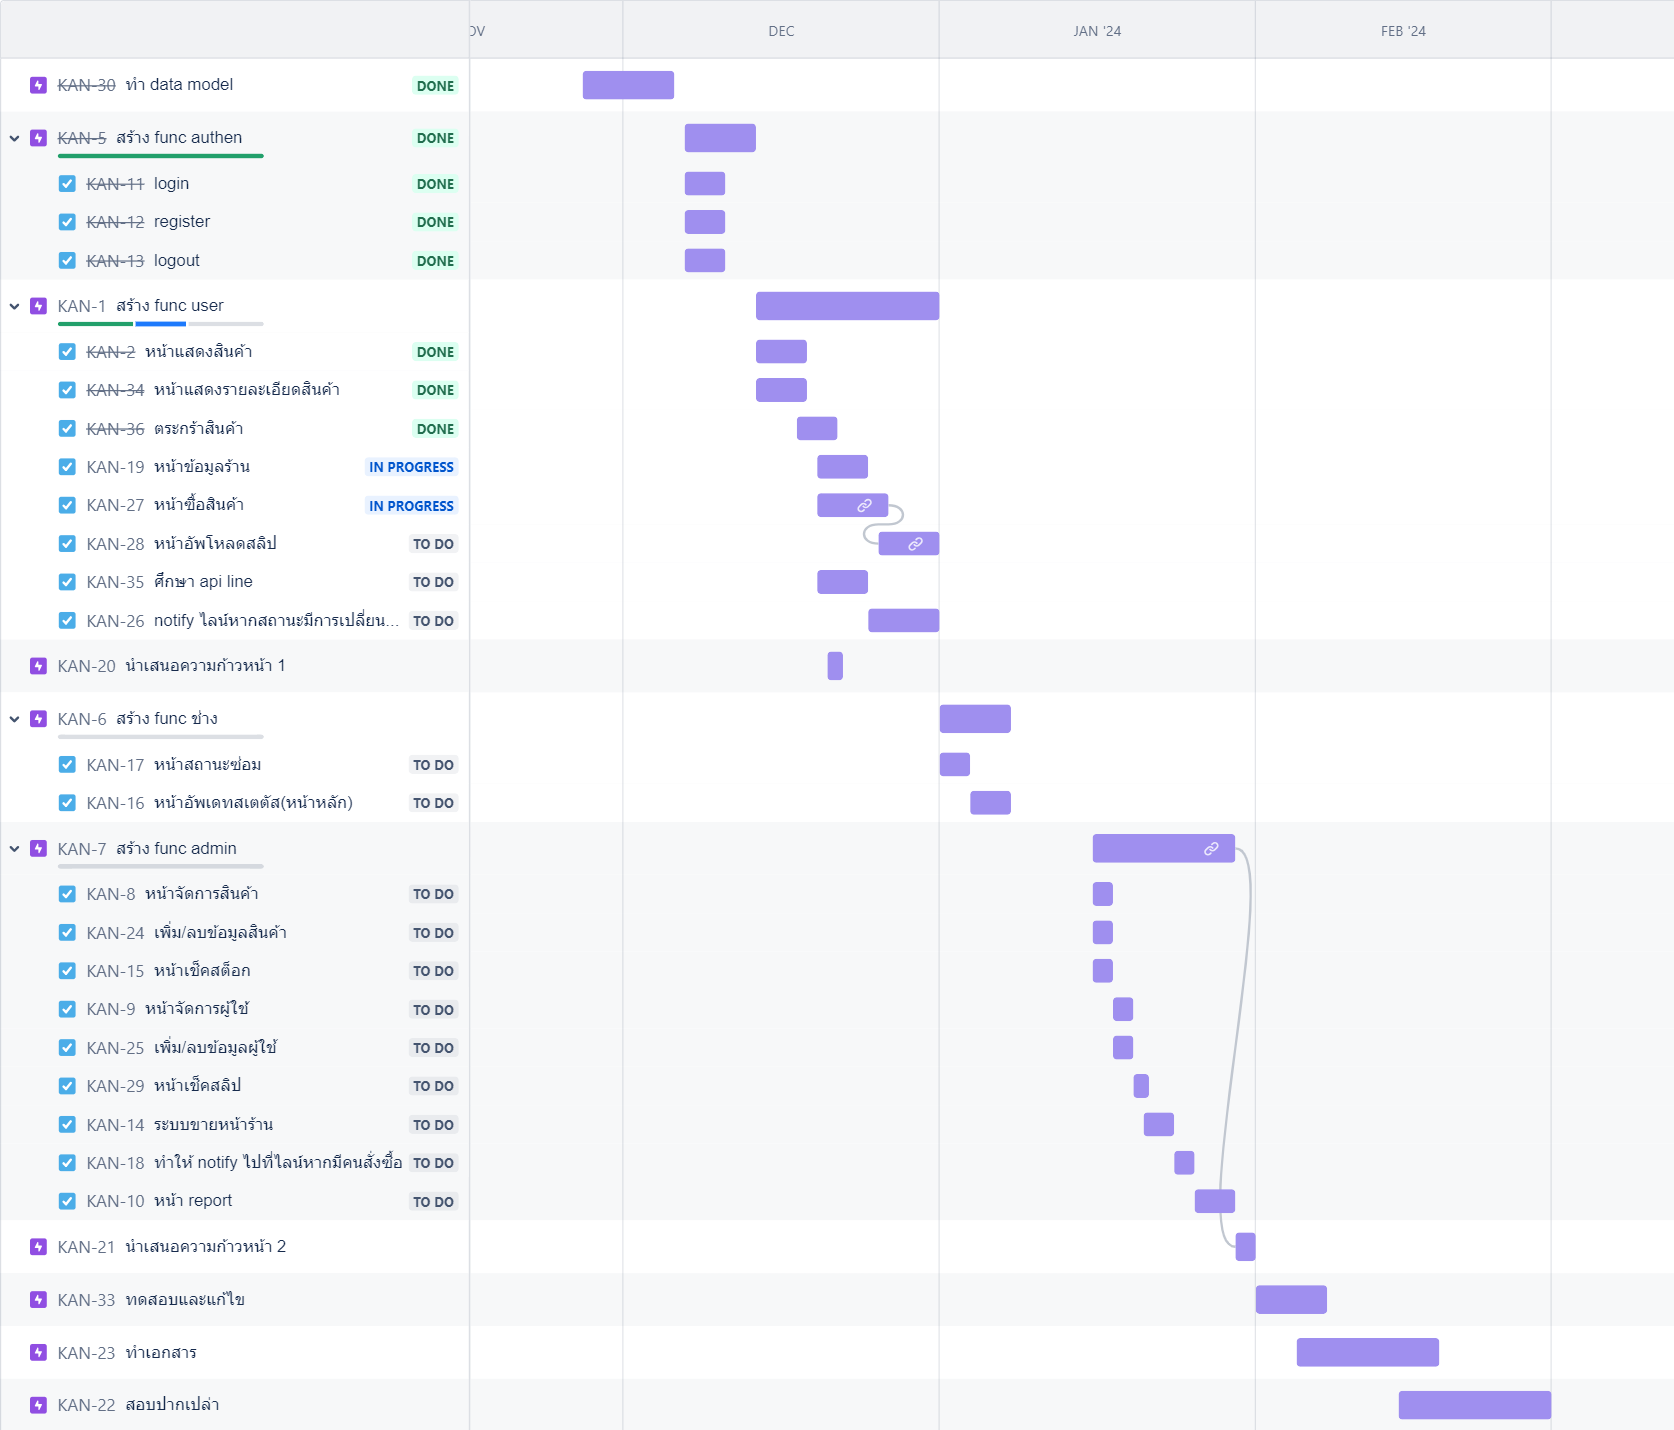 DEC JAN '24 FEB '24
KAN-30 ทำ data model DONE
KAN-5 สร้าง func authen DONE
KAN-11 login DONE
KAN-12 register DONE
KAN-13 logout DONE
KAN-1 สร้าง func user
KAN-2 หน้าแสดงสินค้า DONE
KAN-34 หน้าแสดงรายละเอียดสินค้า DONE
KAN-36 ตระกร้าสินค้า DONE
KAN-19 หน้าข้อมูลร้าน IN PROGRESS
KAN-27 หน้าซื้อสินค้า IN PROGRESS
KAN-28 หน้าอัพโหลดสลิป TO DO
KAN-35 ศึกษา api line TO DO
KAN-26 notify ไลน์หากสถานะมีการเปลี่ยน... TO DO
KAN-20 นำเสนอความก้าวหน้า 1
KAN-6 สร้าง func ช่าง
KAN-17 หน้าสถานะซ่อม TO DO
KAN-16 หน้าอัพเดทสเตตัส(หน้าหลัก) TO DO
KAN-7 สร้าง func admin
KAN-8 หน้าจัดการสินค้า TO DO
KAN-24 เพิ่ม/ลบข้อมูลสินค้า TO DO
KAN-15 หน้าเช็คสต็อก TO DO
KAN-9 หน้าจัดการผู้ใช้ TO DO
KAN-25 เพิ่ม/ลบข้อมูลผู้ใช้ TO DO
KAN-29 หน้าเช็คสลิป TO DO
KAN-14 ระบบขายหน้าร้าน TO DO
KAN-18 ทำให้ notify ไปที่ไลน์หากมีคนสั่งซื้อ TO DO
KAN-10 หน้า report TO DO
KAN-21 นำเสนอความก้าวหน้า 2
KAN-33 ทดสอบและแก้ไข
KAN-23 ทำเอกสาร
KAN-22 สอบปากเปล่า